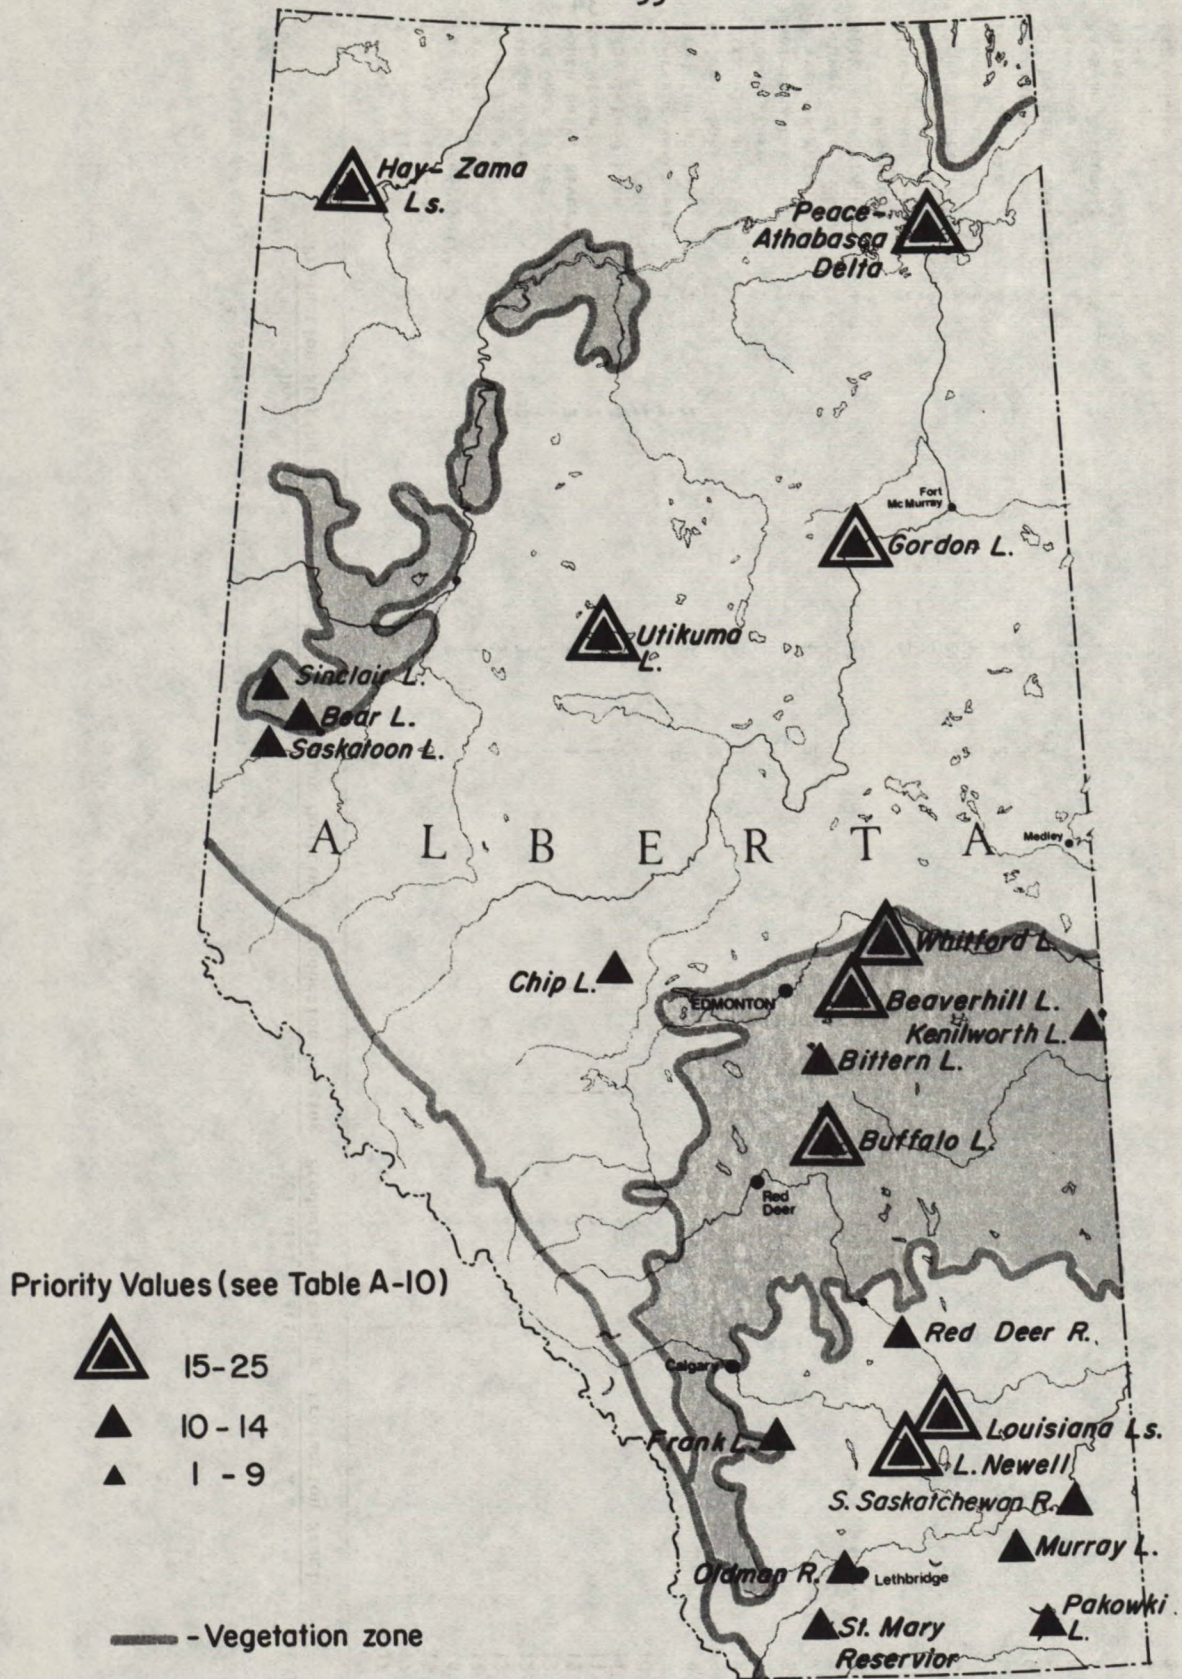 Hay-Zama
Ls.
Peace-
Athabasca
Delta
Fort
McMurray
Gordon L.
Utikuma
L.
Sinclair L.
Bear L.
Saskatoon L.
A L B E R T A
Medley
Whitford L.
Chip L.
EDMONTON
Beaverhill L.
Kenilworth L.
Bittern L.
Buffalo L.
Red
Deer
Priority Values (see Table A-10)
15-25
10-14
1-9
Red Deer R.
Calgary
Louisiana Ls.
Frank L.
L. Newell
S. Saskatchewan R.
Murray L.
Oldman R.
Lethbridge
Pakowki
L.
St. Mary
Reservior
-Vegetation zone